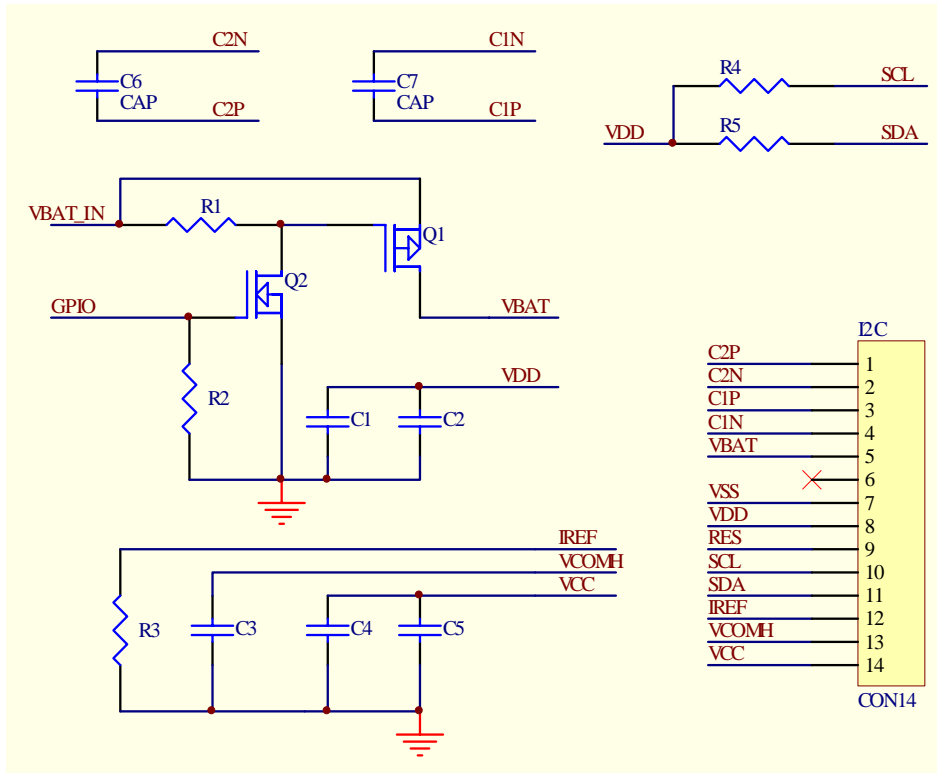 C2N
C6
CAP
C2P
C1N
C7
CAP
C1P
R4
SCL
VDD
R5
SDA
VBAT_IN
R1
Q1
Q2
GPIO
VBAT
R2
VDD
C1
C2
IREF
VCOMH
VCC
R3
C3
C4
C5
I2C
C2P 1
C2N 2
C1P 3
C1N 4
VBAT 5
6
VSS 7
VDD 8
RES 9
SCL 10
SDA 11
IREF 12
VCOMH 13
VCC 14
CON14